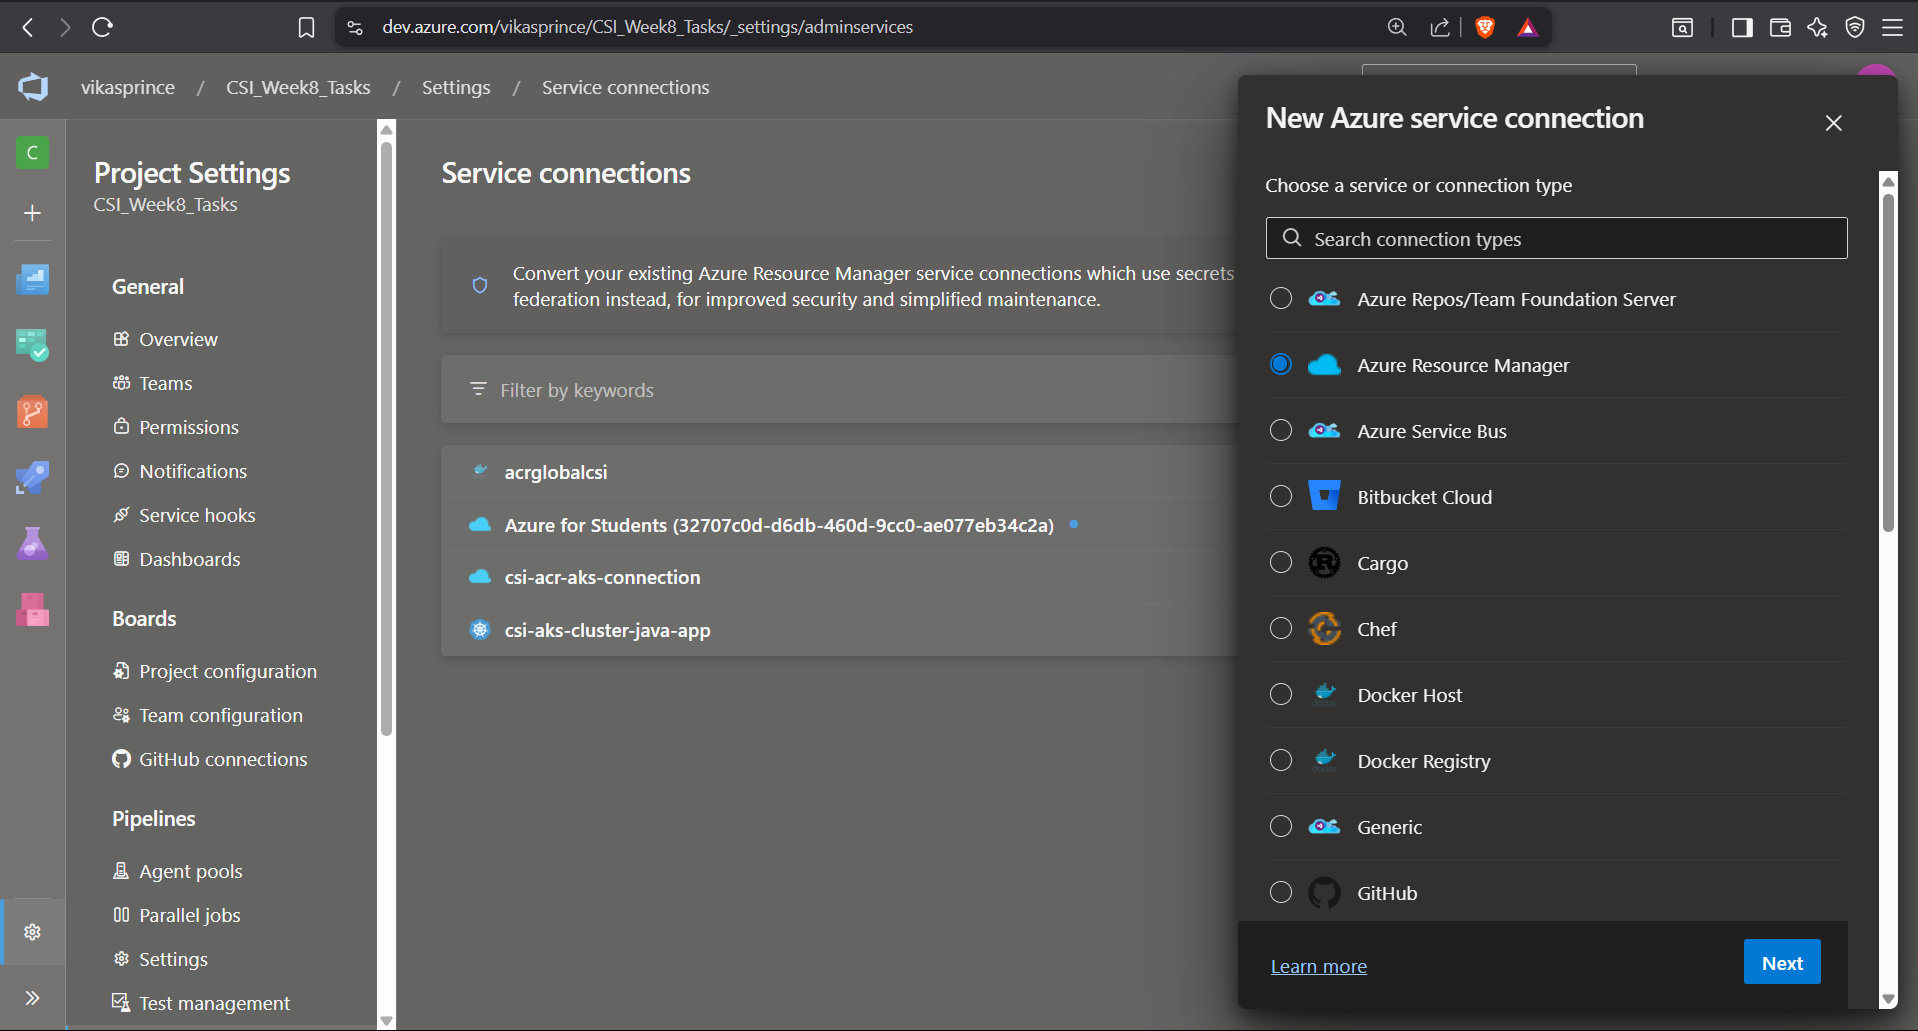 dev.azure.com/vikasprince/CSI_Week8_Tasks/_settings/adminservices
vikasprince / CSI_Week8_Tasks / Settings / Service connections
C
Project Settings
CSI_Week8_Tasks
General
Overview
Teams
Permissions
Notifications
Service hooks
Dashboards
Boards
Project configuration
Team configuration
GitHub connections
Pipelines
Agent pools
Parallel jobs
Settings
Test management
Service connections
Convert your existing Azure Resource Manager service connections which use secrets
federation instead, for improved security and simplified maintenance.
Filter by keywords
acrglobalcsi
Azure for Students (32707c0d-d6db-460d-9cc0-ae077eb34c2a)
csi-acr-aks-connection
csi-aks-cluster-java-app
New Azure service connection
Choose a service or connection type
Search connection types
Azure Repos/Team Foundation Server
Azure Resource Manager
Azure Service Bus
Bitbucket Cloud
Cargo
Chef
Docker Host
Docker Registry
Generic
GitHub
Learn more
Next